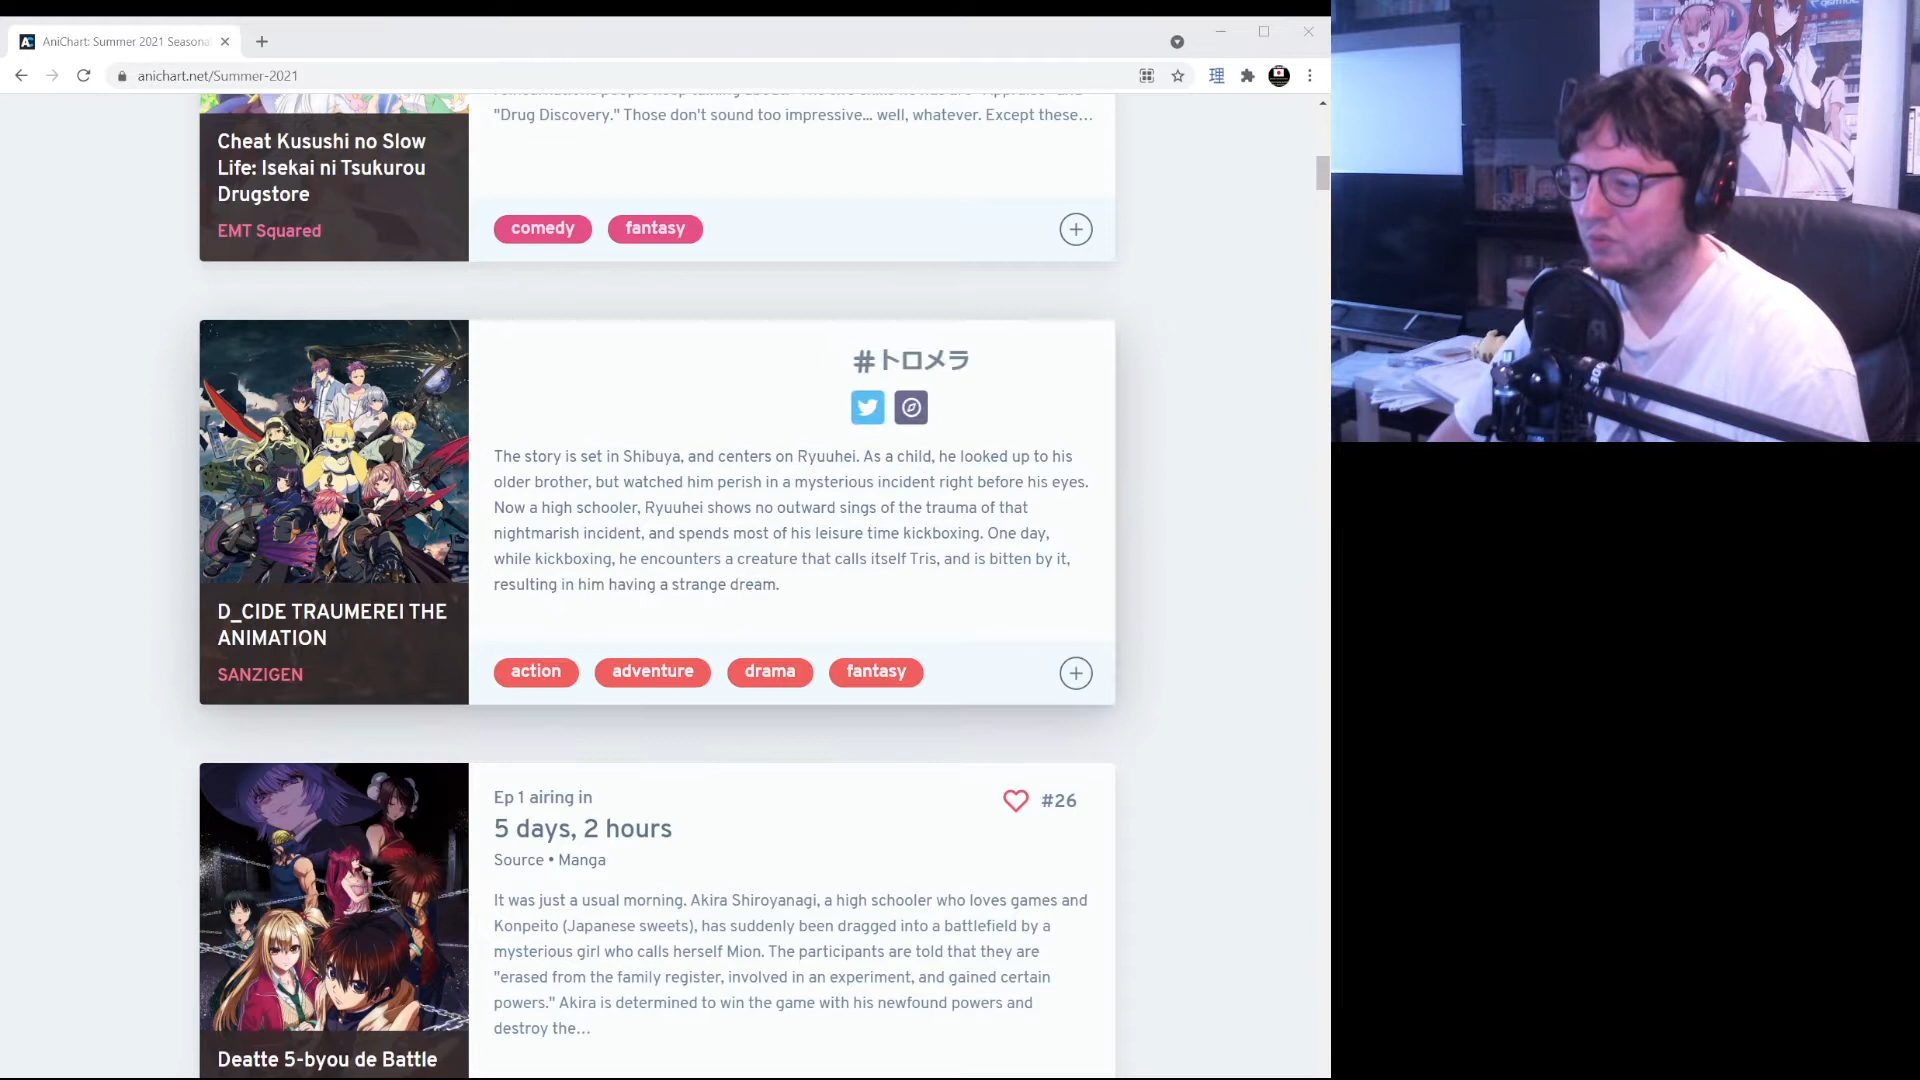 AniChart: Summer 2021 Seasona
anichart.net/Summer-2021
理
"Drug Discovery." Those don't sound too impressive... well, whatever. Except these...
Cheat Kusushi no Slow
Life: Isekai ni Tsukurou
Drugstore
EMT Squared
comedy
fantasy
#トロメラ
The story is set in Shibuya, and centers on Ryuuhei. As a child, he looked up to his
older brother, but watched him perish in a mysterious incident right before his eyes.
Now a high schooler, Ryuuhei shows no outward sings of the trauma of that
nightmarish incident, and spends most of his leisure time kickboxing. One day,
while kickboxing, he encounters a creature that calls itself Tris, and is bitten by it,
resulting in him having a strange dream.
D_CIDE TRAUMEREI THE
ANIMATION
SANZIGEN
action
adventure
drama
fantasy
Ep 1 airing in
#26
5 days, 2 hours
Source • Manga
It was just a usual morning. Akira Shiroyanagi, a high schooler who loves games and
Konpeito (Japanese sweets), has suddenly been dragged into a battlefield by a
mysterious girl who calls herself Mion. The participants are told that they are
"erased from the family register, involved in an experiment, and gained certain
powers." Akira is determined to win the game with his newfound powers and
destroy the...
Deatte 5-byou de Battle